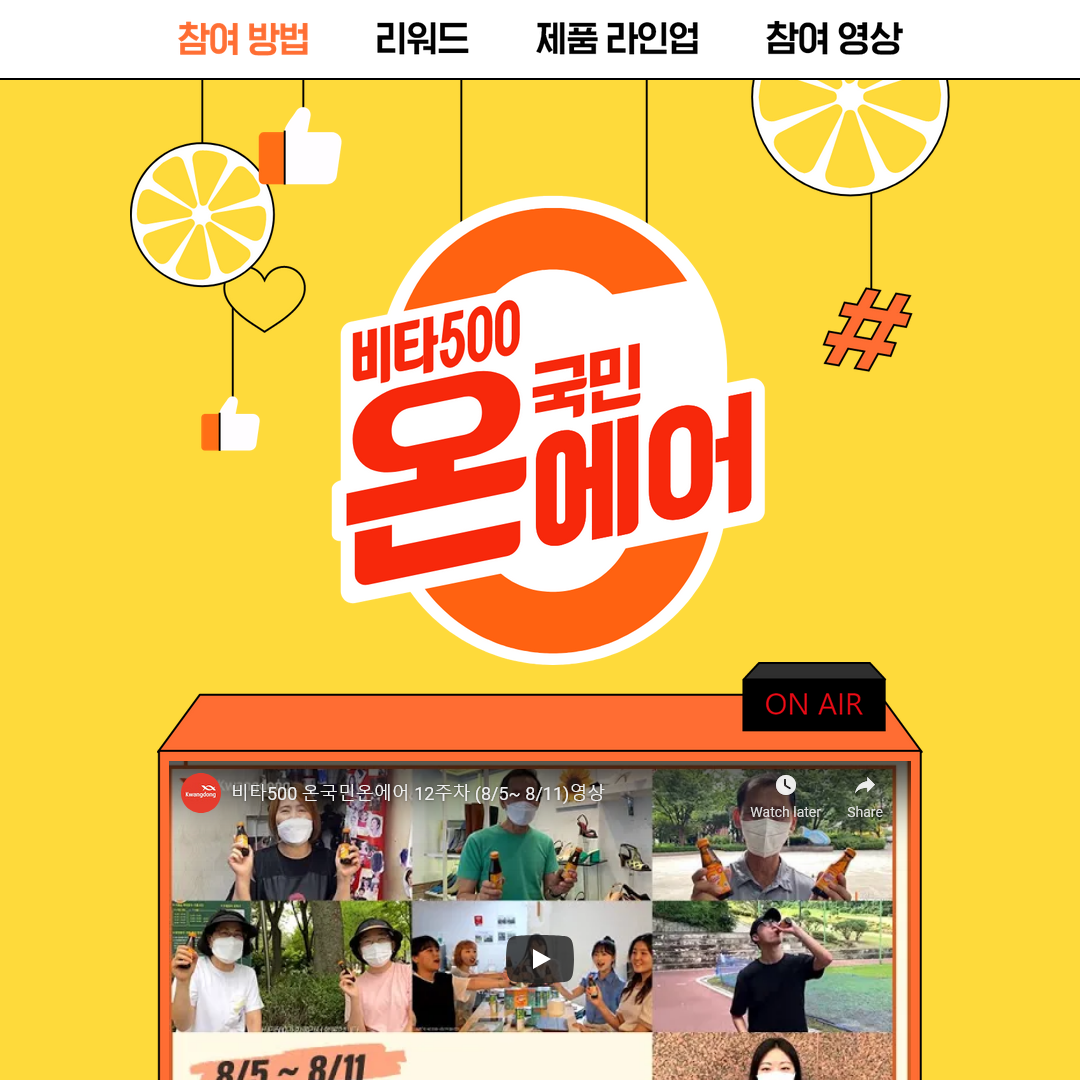 참여 방법 리워드 제품 라인업 참여 영상
비타500
국민
온에어
ON AIR
Kwangdong
비타500 온국민온에어 12주차 (8/5~ 8/11)영상
Watch later Share
8/5 ~ 8/11